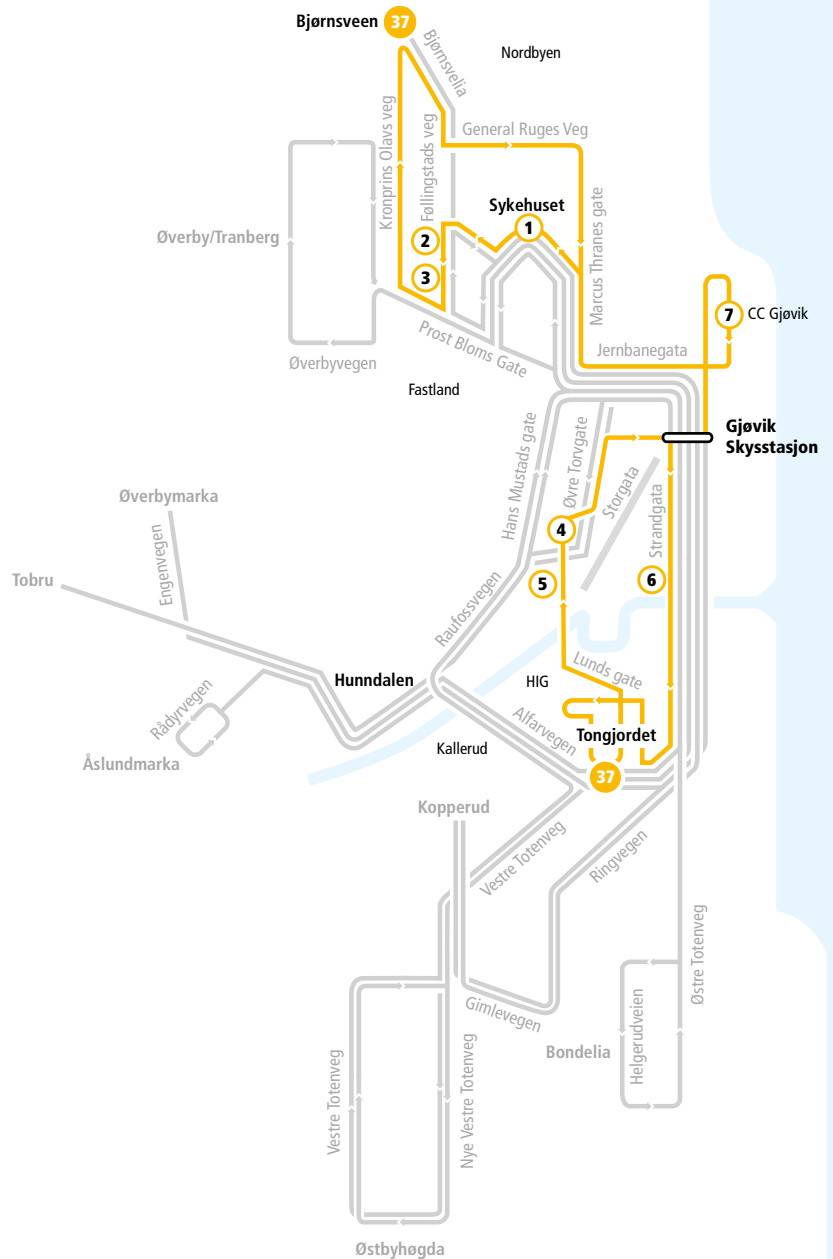 Bjørnsveen
37
Bjørnsvelia
Nordbyen
General Ruges Veg
Kronprins Olavs veg
Føllingstads veg
Sykehuset
1
2
3
Øverby/Tranberg
Marcus Thranes gate
7
CC Gjøvik
Prost Bloms Gate
Jernbanegata
Øverbyvegen
Fastland
Gjøvik
Skysstasjon
Hans Mustads gate
Øvre Torvgate
Storgata
Strandgata
Øverbymarka
Engenvegen
4
5
6
Tobru
Raufossvegen
Lunds gate
Hunndalen
HIG
Rådyrvegen
Alfarvegen
Tongjordet
Kallerud
Åslundmarka
37
Kopperud
Vestre Totenveg
Ringvegen
Østre Totenveg
Gimlevegen
Bondelia
Helgerudveien
Vestre Totenveg
Nye Vestre Totenveg
Østbyhøgda